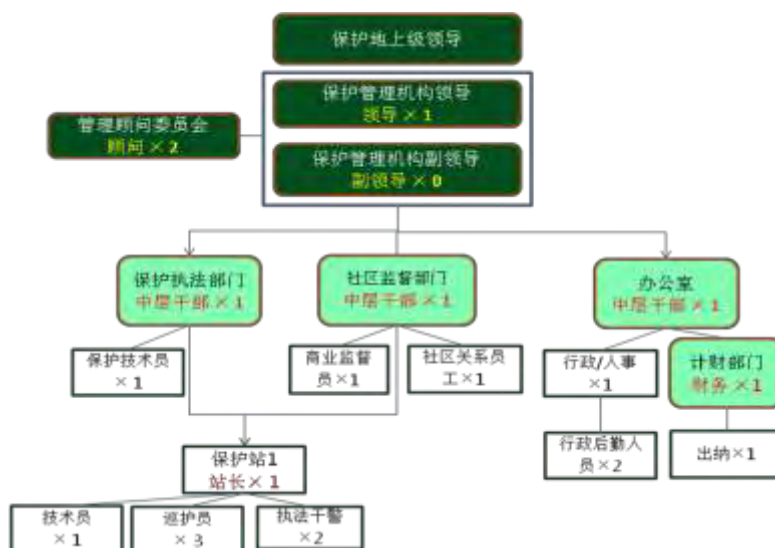 保护地上级领导
保护管理机构领导
领导×1
管理顾问委员会
顾问×2
保护管理机构副领导
副领导×0
保护执法部门
中层干部×1
社区监督部门
中层干部×1
办公室
中层干部×1
保护技术员
×1
商业监督
员×1
社区关系员
工×1
行政/人事
×1
计财部门
财务×1
行政后勤人
员×2
出纳×1
保护站1
站长×1
技术员
×1
巡护员
×3
执法干警
×2